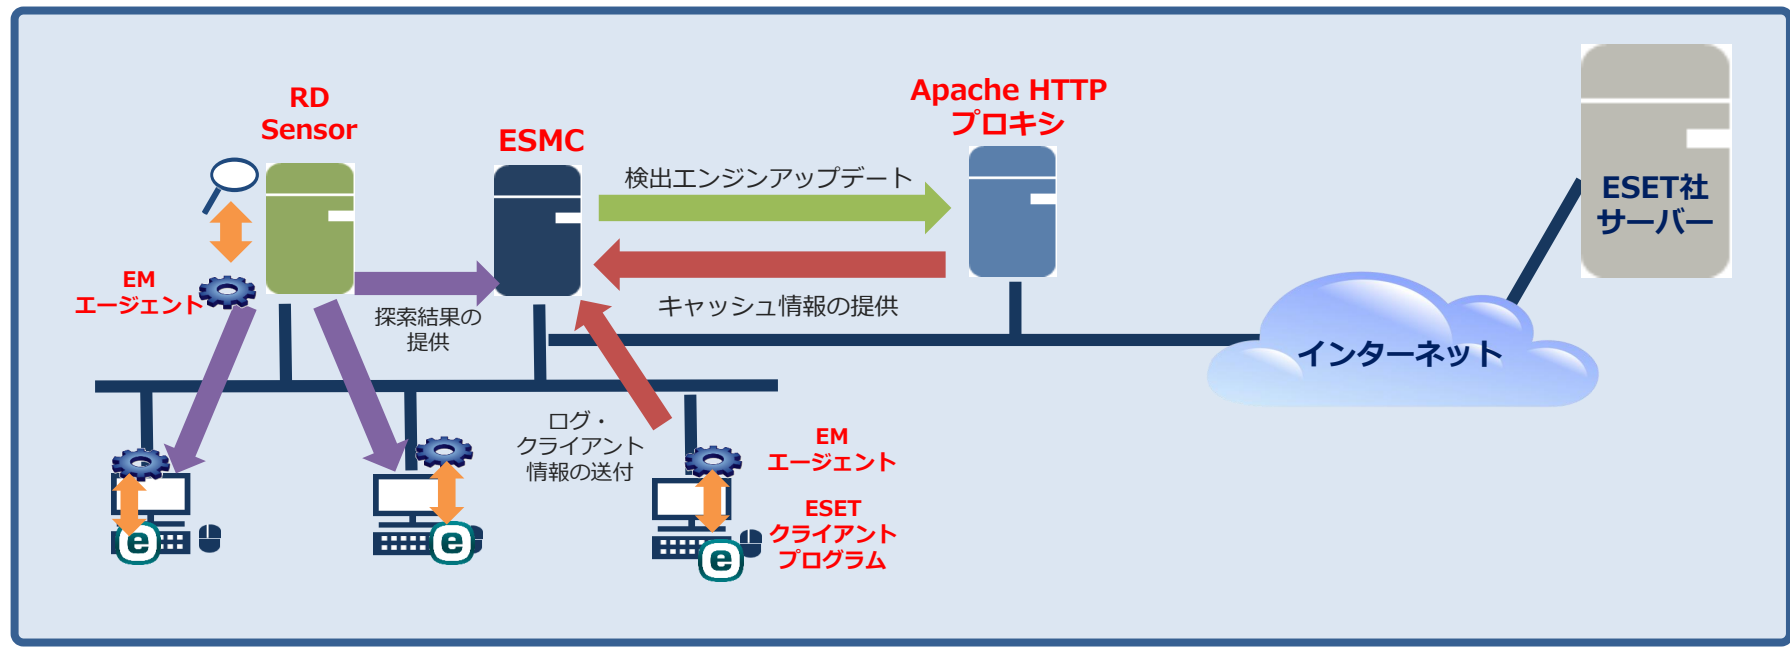 RD
Sensor
ESMC
Apache HTTP
プロキシ
ESET社
サーバー
検出エンジンアップデート
EM
エージェント
探索結果の
提供
キャッシュ情報の提供
インターネット
ログ・
クライアント
情報の送付
EM
エージェント
ESET
クライアント
プログラム
e
e
e